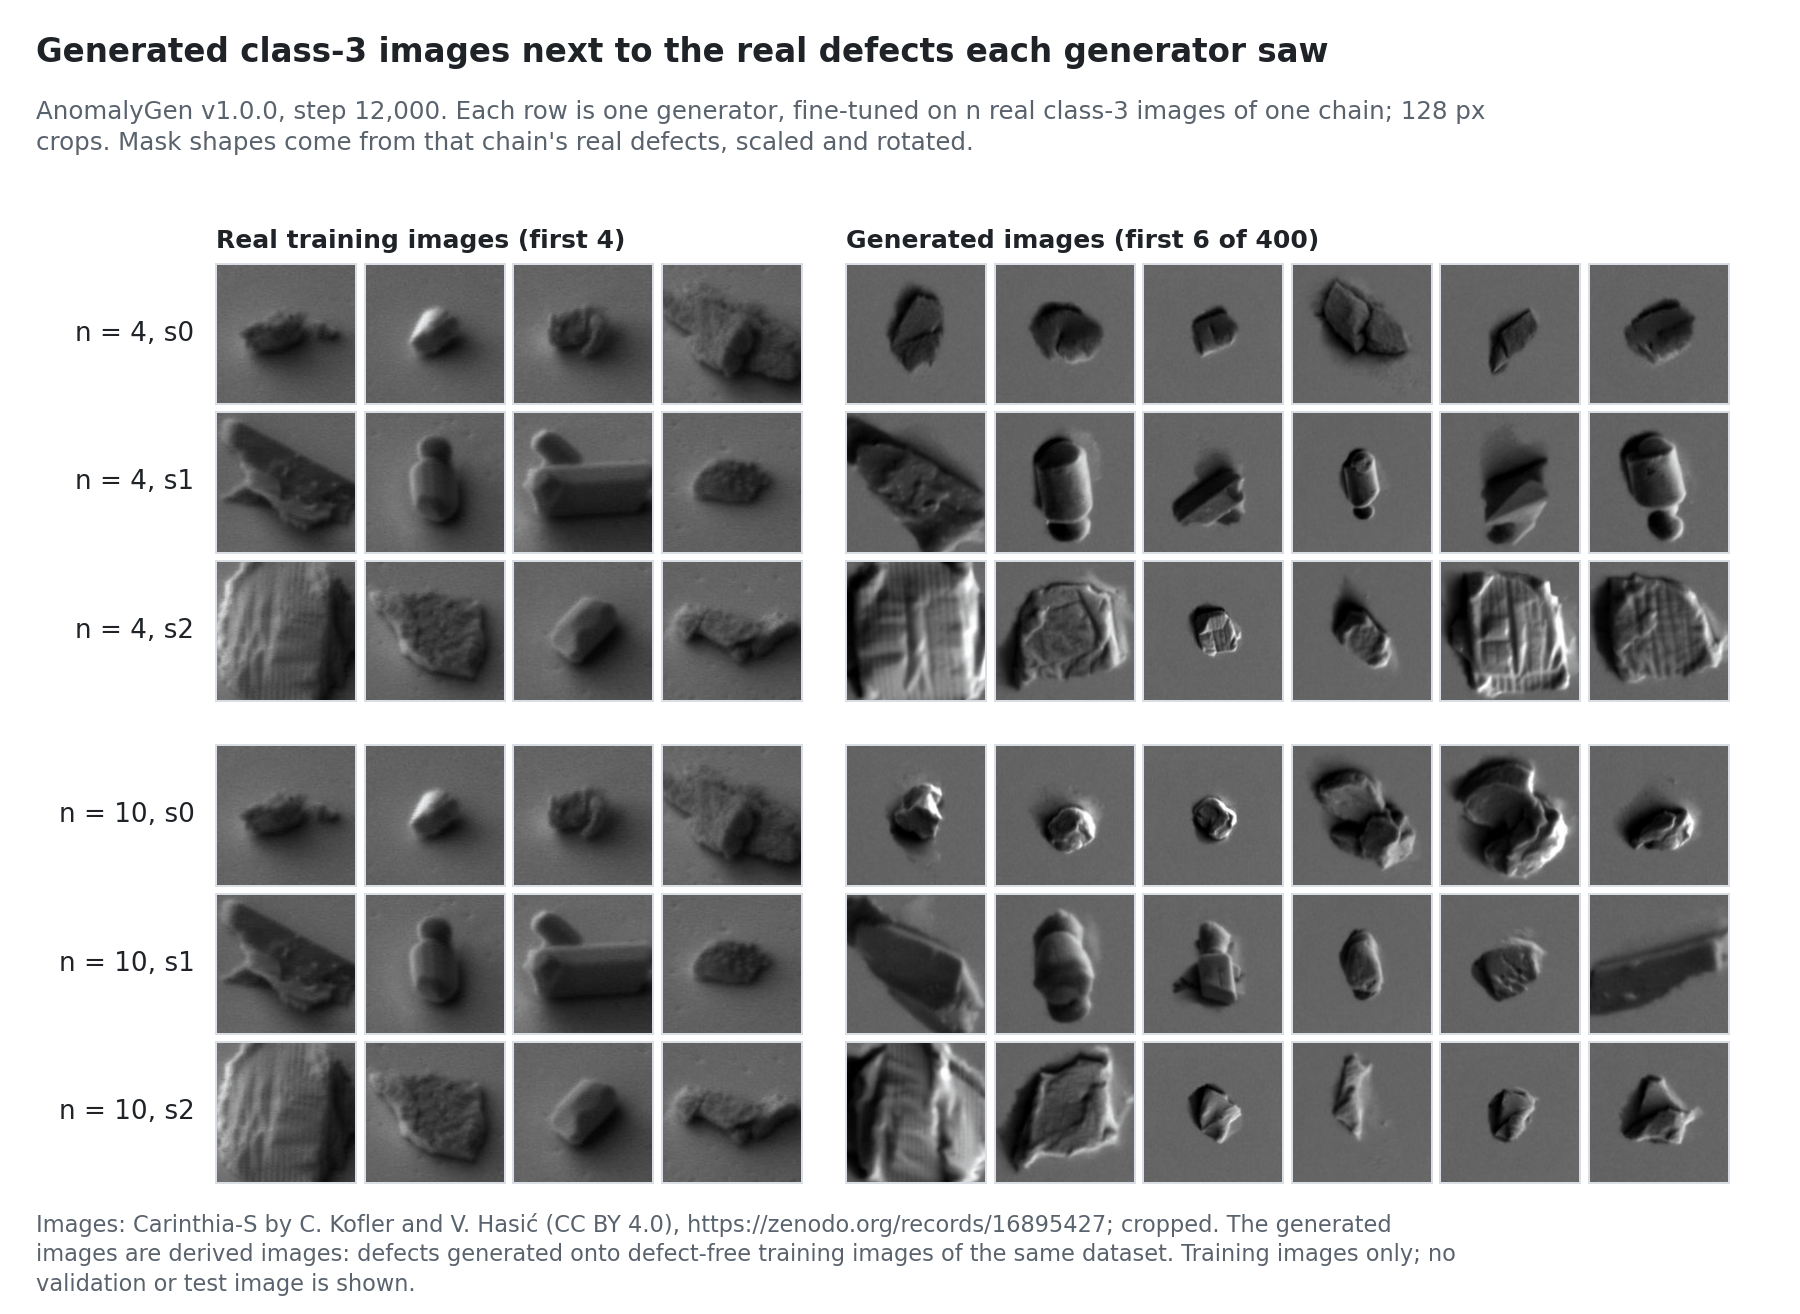 Generated class-3 images next to the real defects each generator saw
AnomalyGen v1.0.0, step 12,000. Each row is one generator, fine-tuned on n real class-3 images of one chain; 128 px
crops. Mask shapes come from that chain's real defects, scaled and rotated.
Real training images (first 4)
Generated images (first 6 of 400)
n = 4, s0
n = 4, s1
n = 4, s2
n = 10, s0
n = 10, s1
n = 10, s2
Images: Carinthia-S by C. Kofler and V. Hasić (CC BY 4.0), https://zenodo.org/records/16895427; cropped. The generated
images are derived images: defects generated onto defect-free training images of the same dataset. Training images only; no
validation or test image is shown.